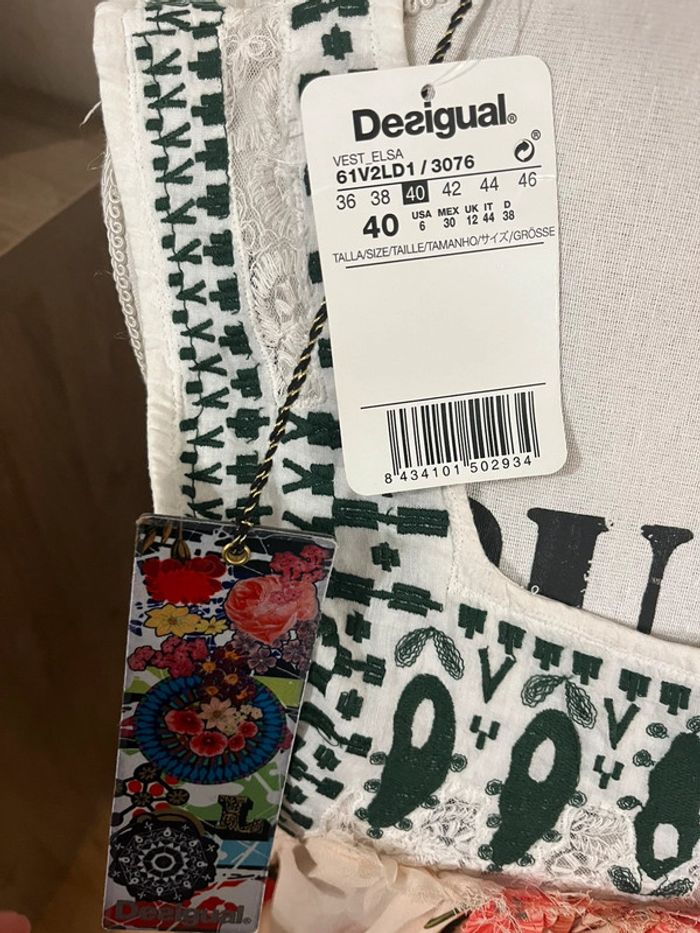 Desigual®
VEST_ELSA
61V2LD1 / 3076
36 38 40 42 44 46
40
USA MEX UK IT D
6 30 12 44 38
TALLA/SIZE/TAILLE/TAMANHO/サイズ/GRÖSSE
8 434101 502934
L
Desigual.